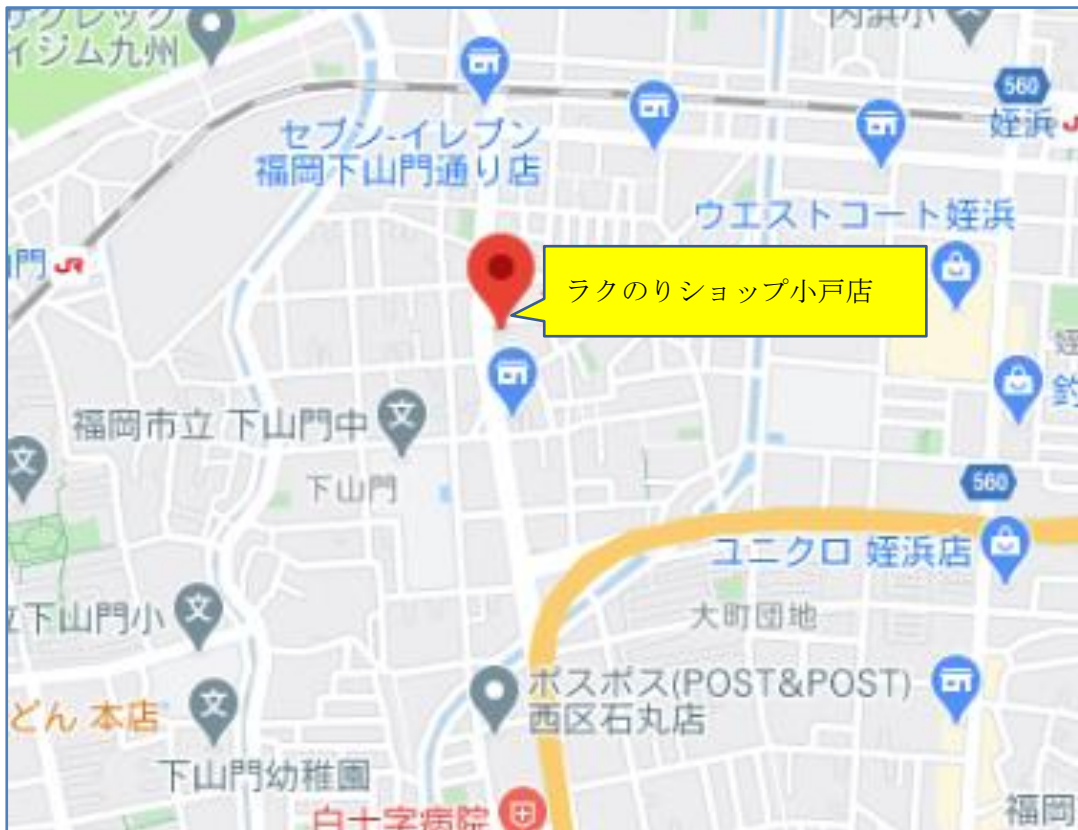 イジム九州
内浜小
560
姪浜
セブン-イレブン
福岡下山門通り店
ウエストコート姪浜
門 JR
ラクのりショップ小戸店
福岡市立 下山門中
文
文
下山門
560
ユニクロ 姪浜店
立下山門小
文
大町団地
ポスポス(POST&POST)
西区石丸店
どん 本店
文
下山門幼稚園
白十字病院
福岡